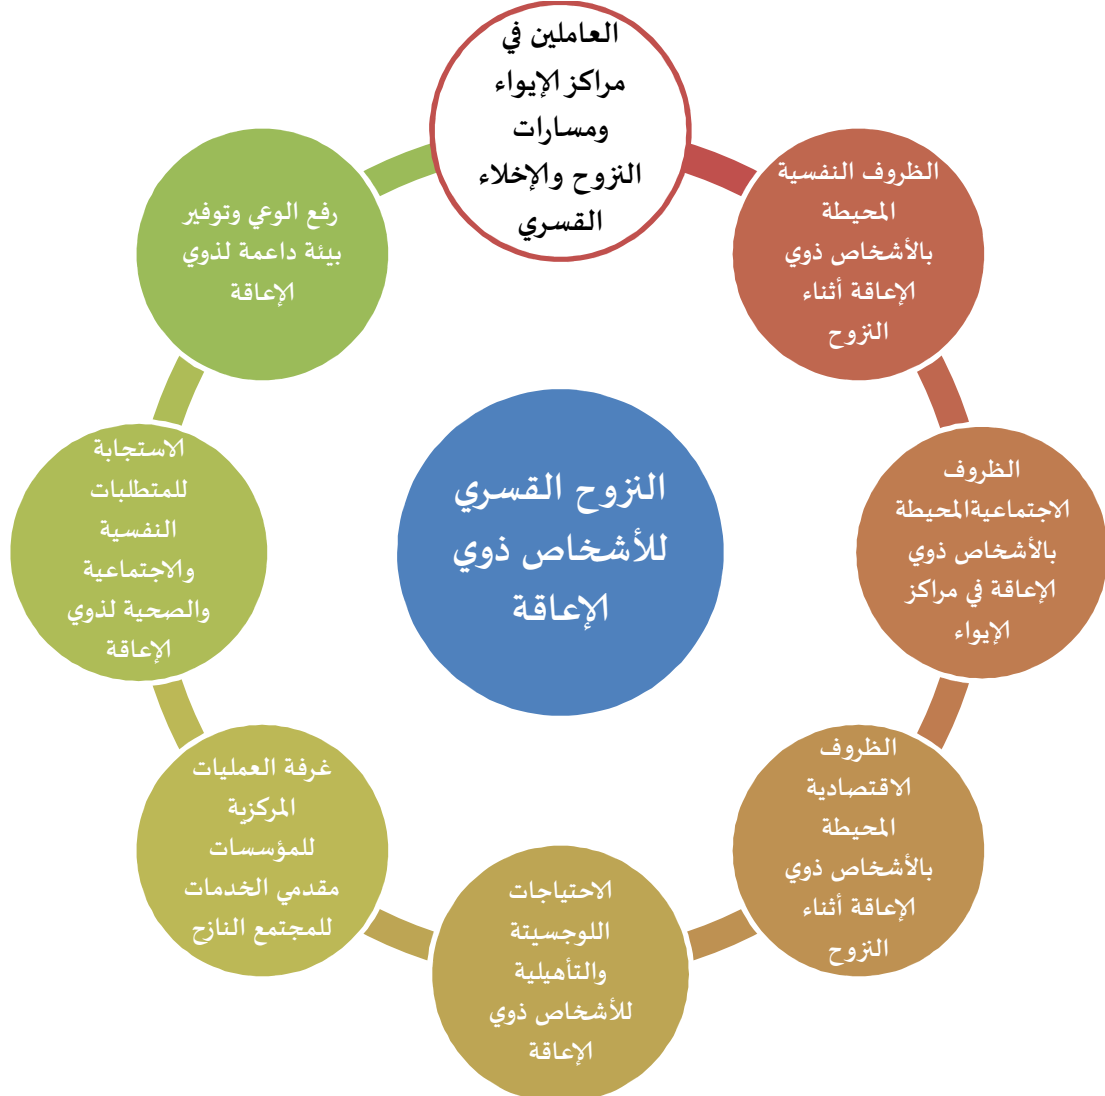 العاملين في
مراكز الإيواء
ومسارات
النزوح والإخلاء
القسري
الظروف النفسية
المحيطة
بالأشخاص ذوي
الإعاقة أثناء
النزوح
الظروف
الاجتماعيةالمحيطة
بالأشخاص ذوي
الإعاقة في مراكز
الإيواء
الظروف
الاقتصادية
المحيطة
بالأشخاص ذوي
الإعاقة أثناء
النزوح
الاحتياجات
اللوجسيتة
والتأهيلية
للأشخاص ذوي
الإعاقة
غرفة العمليات
المركزية
للمؤسسات
مقدمي الخدمات
للمجتمع النازح
الاستجابة
للمتطلبات
النفسية
والاجتماعية
والصحية لذوي
الإعاقة
رفع الوعي وتوفير
بيئة داعمة لذوي
الإعاقة
النزوح القسري
للأشخاص ذوي
الإعاقة